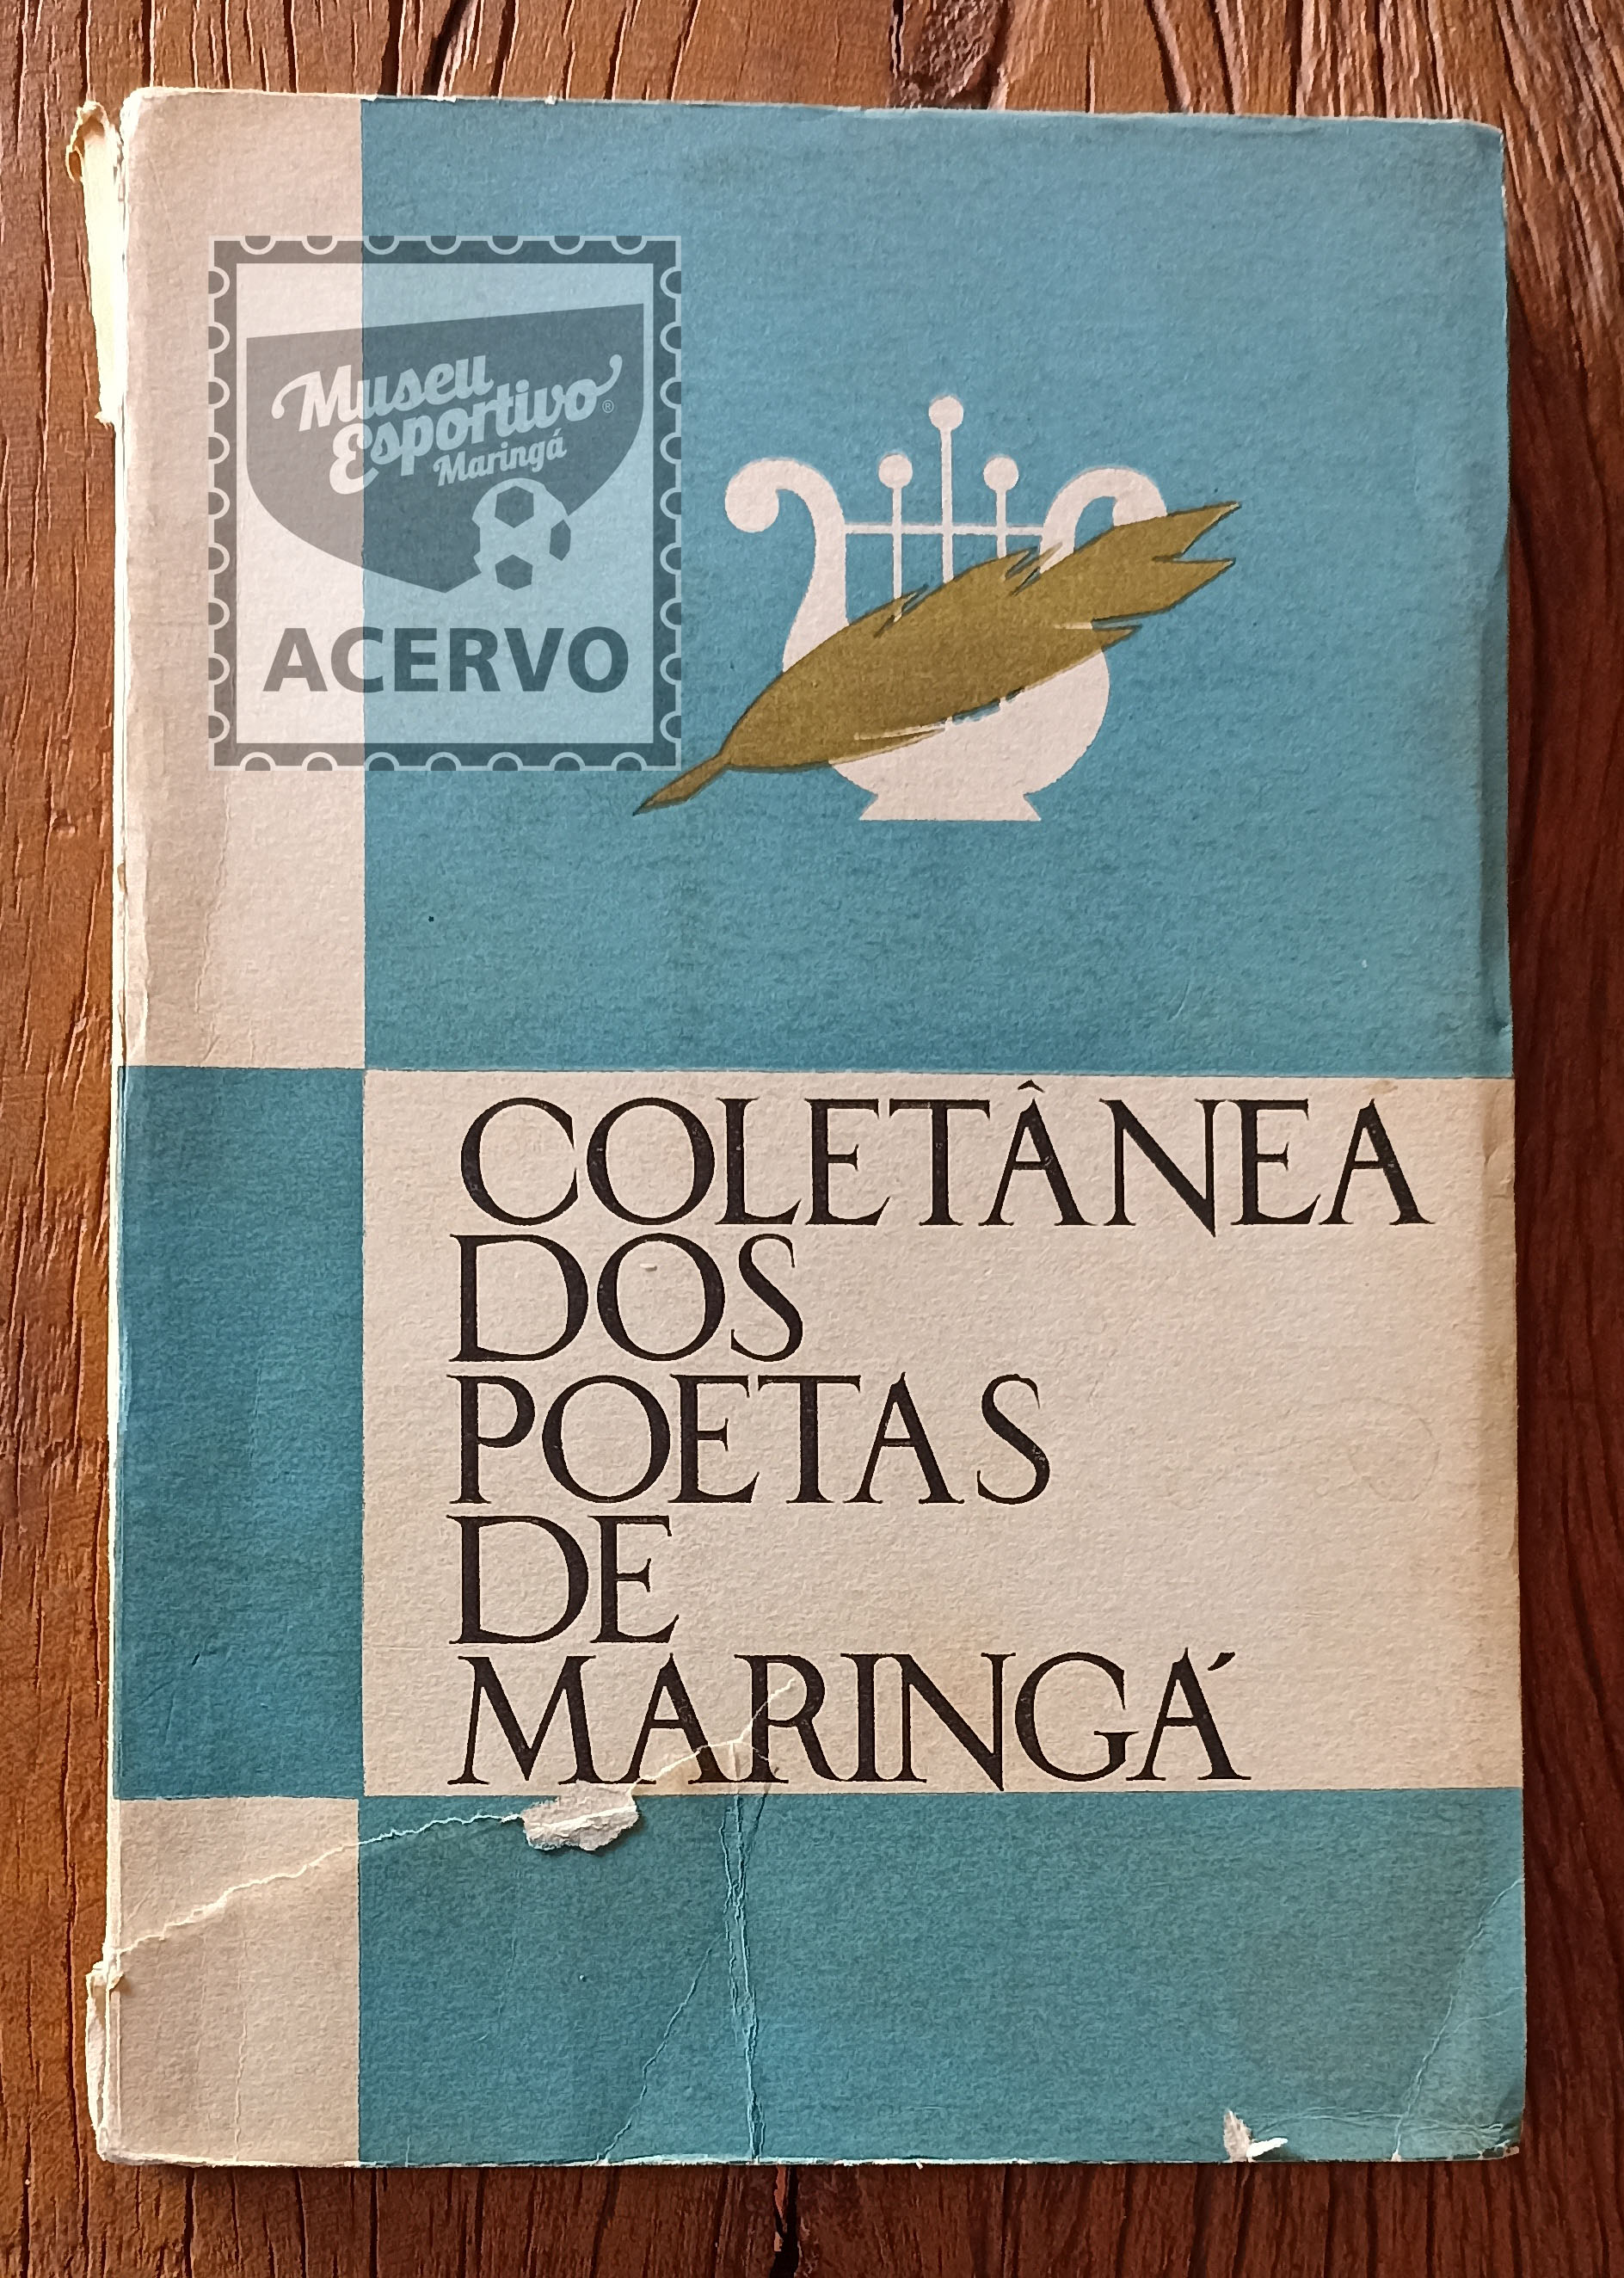 Museu
Esportivo®
Maringá
ACERVO
COLETÂNEA
DOS
POETAS
DE
MARINGÁ